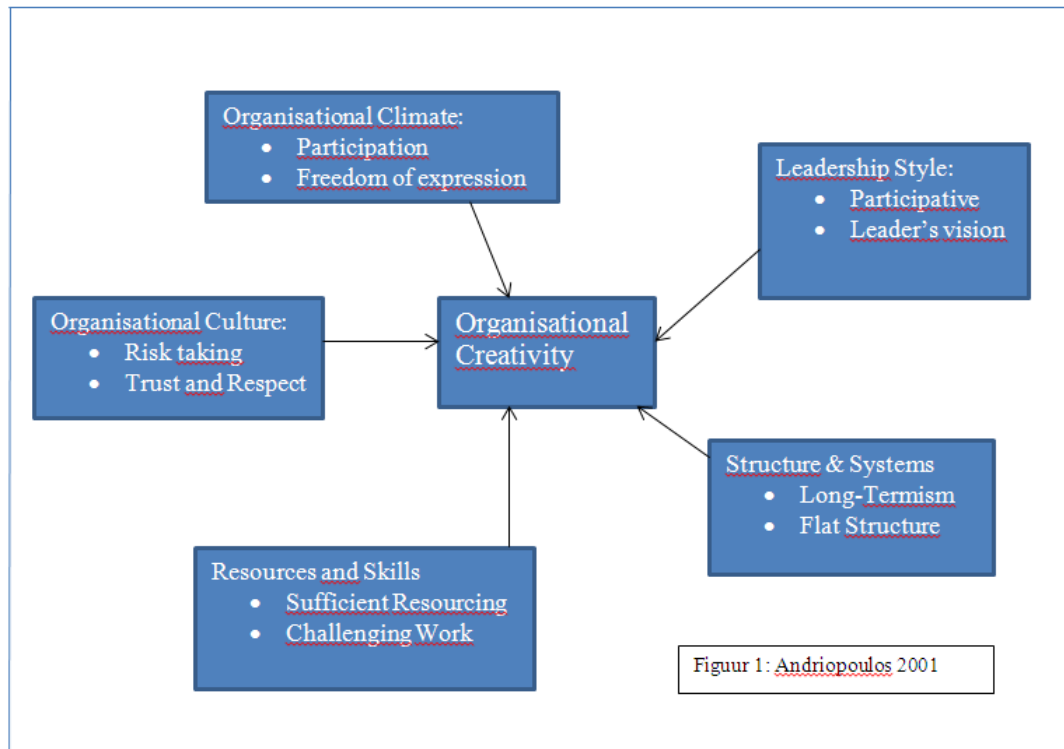 Organisational Climate:
• Participation
• Freedom of expression
Leadership Style:
• Participative
• Leader’s vision
Organisational Culture:
• Risk taking
• Trust and Respect
Organisational
Creativity
Structure & Systems
• Long-Termism
• Flat Structure
Resources and Skills
• Sufficient Resourcing
• Challenging Work
Figuur 1: Andriopoulos 2001